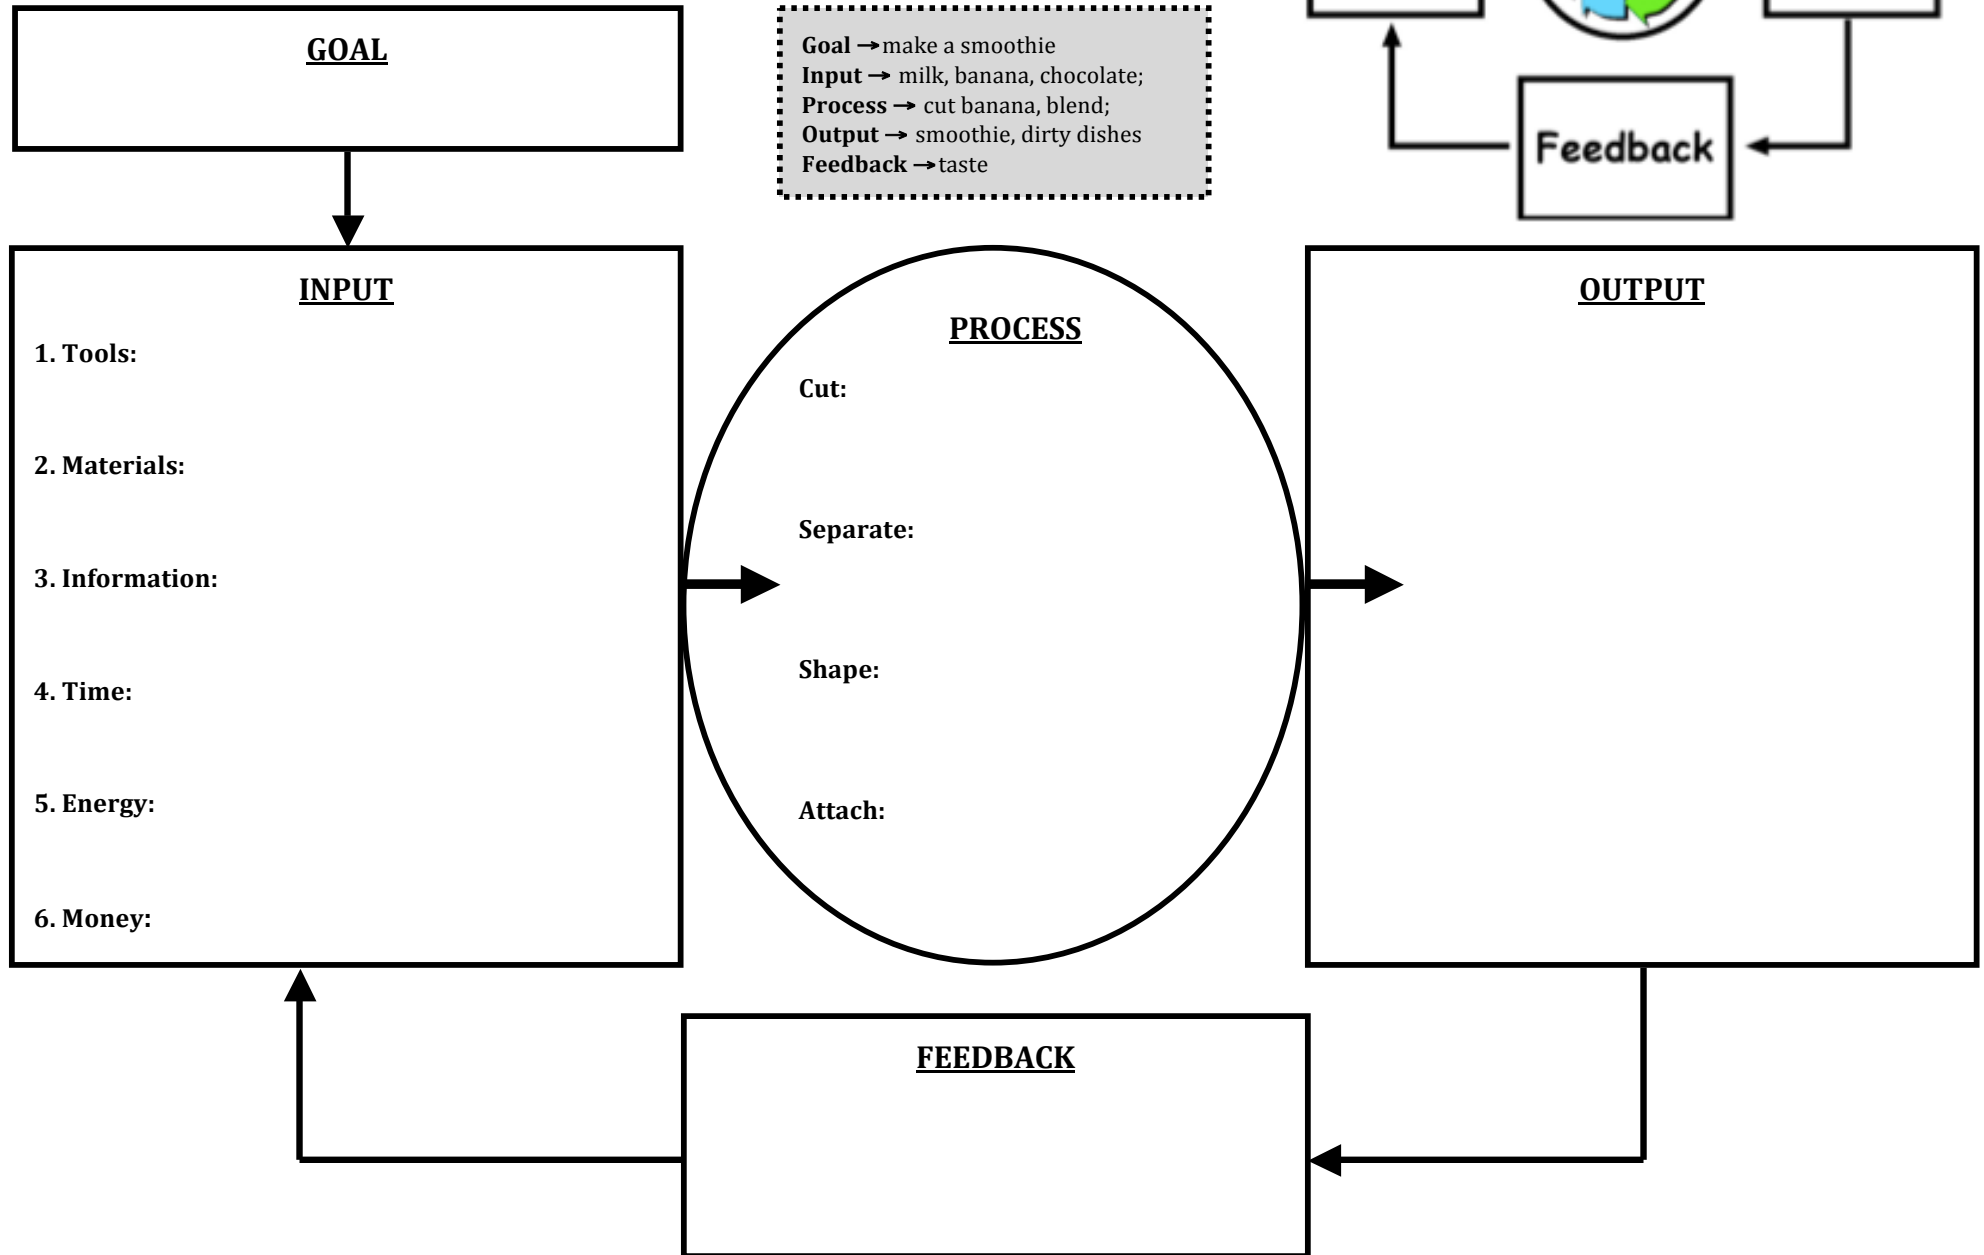 GOAL
Goal → make a smoothie
Input → milk, banana, chocolate;
Process → cut banana, blend;
Output → smoothie, dirty dishes
Feedback → taste
Feedback
INPUT
1. Tools:
2. Materials:
3. Information:
4. Time:
5. Energy:
6. Money:
PROCESS
Cut:
Separate:
Shape:
Attach:
OUTPUT
FEEDBACK